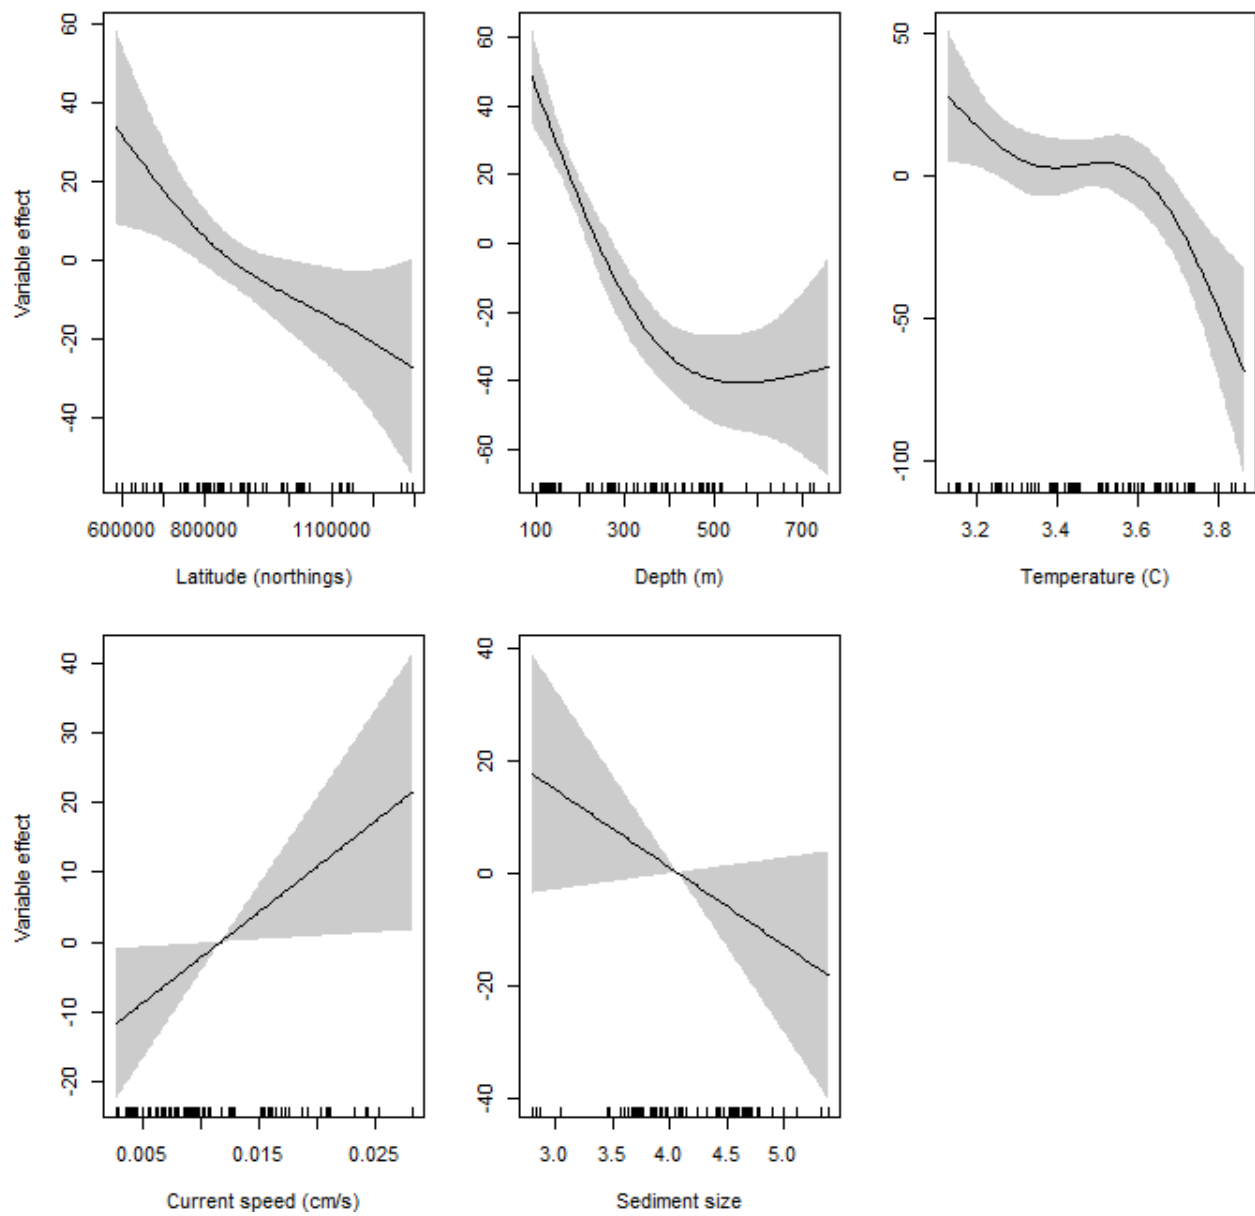 60
40
20
0
-20
-40
Variable effect
600000 800000 1100000
Latitude (northings)
60
40
20
0
-20
-40
-60
100 300 500 700
Depth (m)
50
0
-50
-100
3.2 3.4 3.6 3.8
Temperature (C)
40
30
20
10
0
-10
-20
Variable effect
0.005 0.015 0.025
Current speed (cm/s)
40
20
0
-20
-40
3.0 3.5 4.0 4.5 5.0
Sediment size